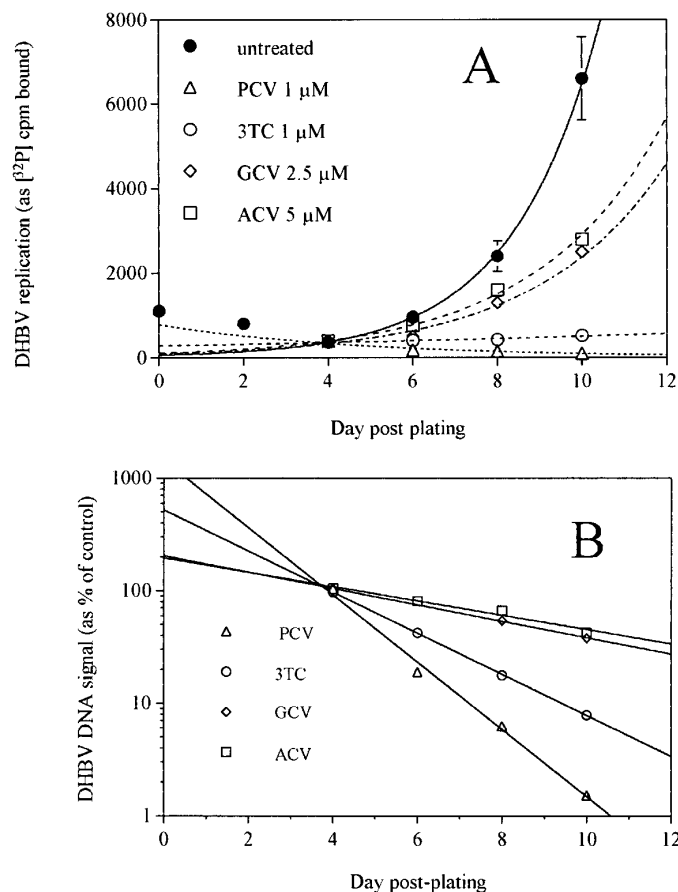 A
8000
6000
4000
2000
0
DHBV replication (as [³²P] cpm bound)
untreated
PCV 1 µM
3TC 1 µM
GCV 2.5 µM
ACV 5 µM
0 2 4 6 8 10 12
Day post plating
B
1000
100
10
1
DHBV DNA signal (as % of control)
PCV
3TC
GCV
ACV
0 2 4 6 8 10 12
Day post-plating